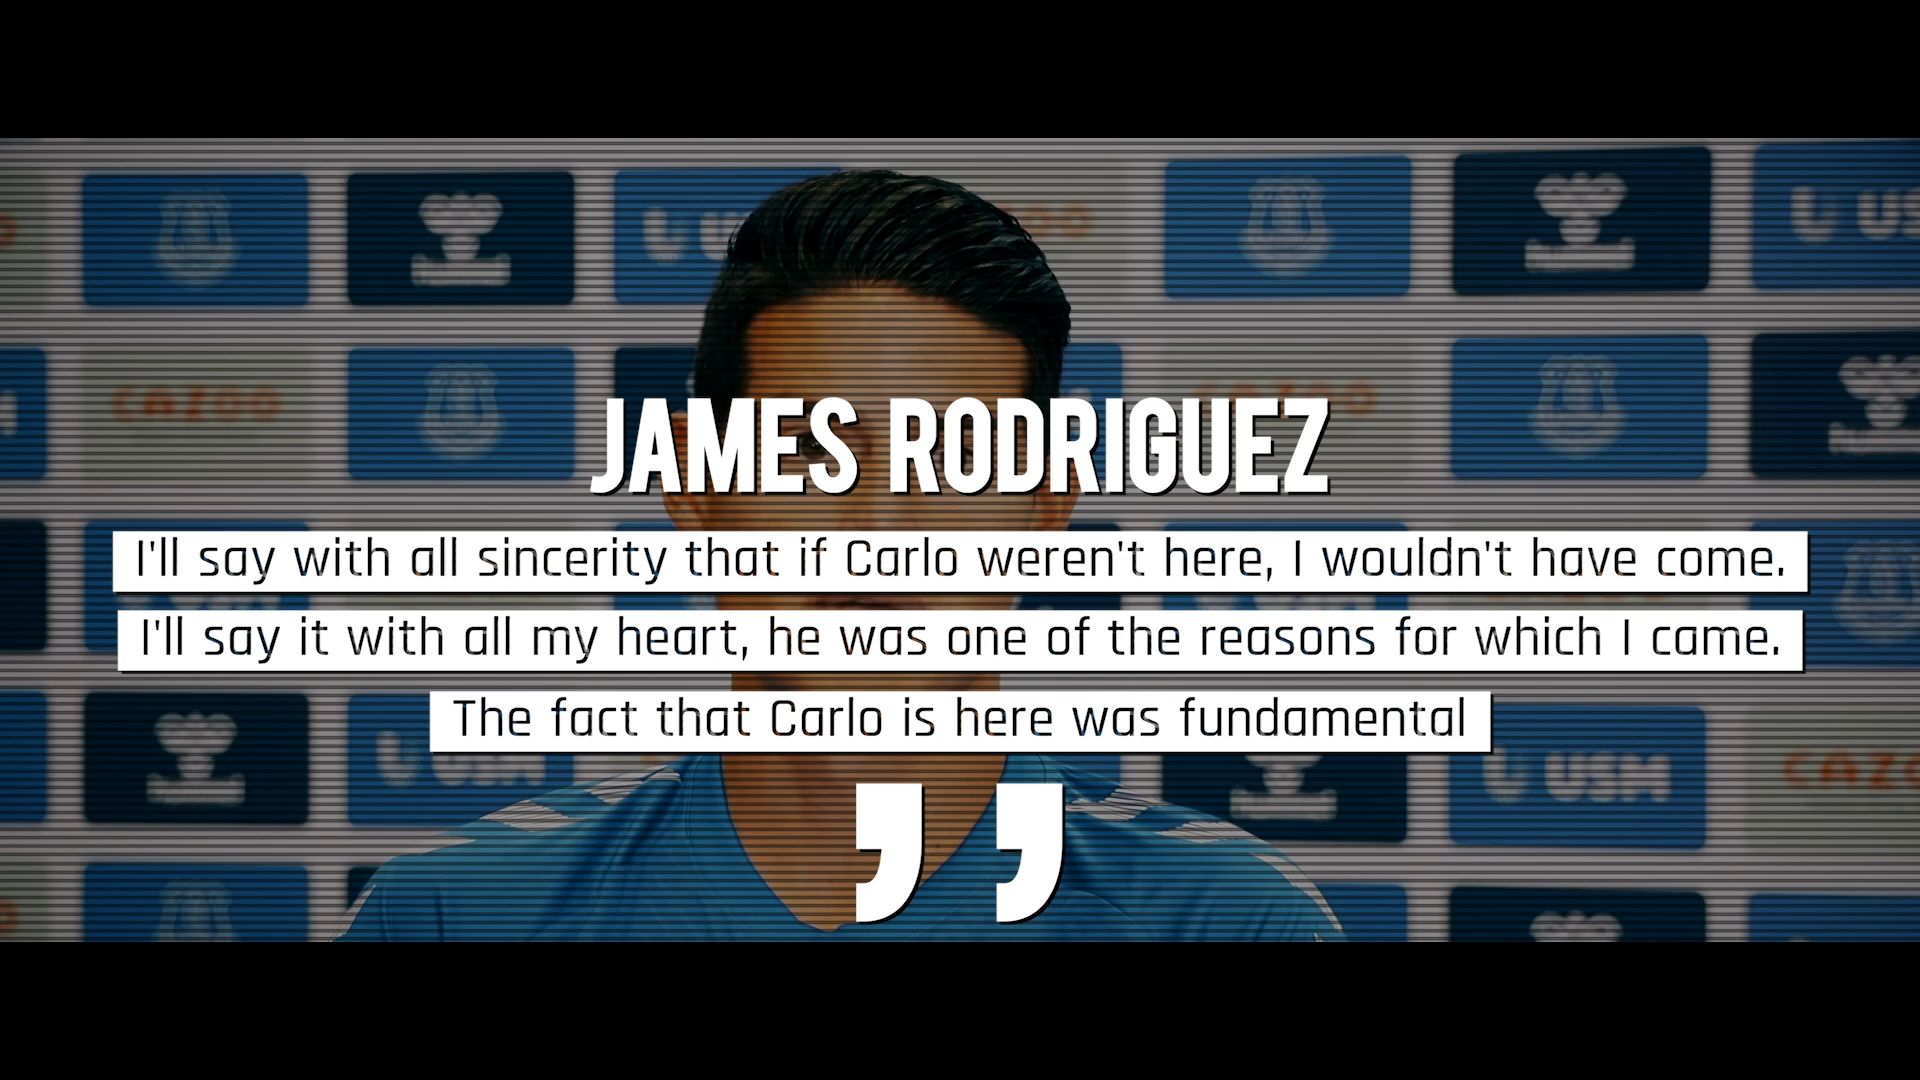 CAZOO
JAMES RODRIGUEZ
I'll say with all sincerity that if Carlo weren't here, I wouldn't have come.
I'll say it with all my heart, he was one of the reasons for which I came.
The fact that Carlo is here was fundamental
USM
”